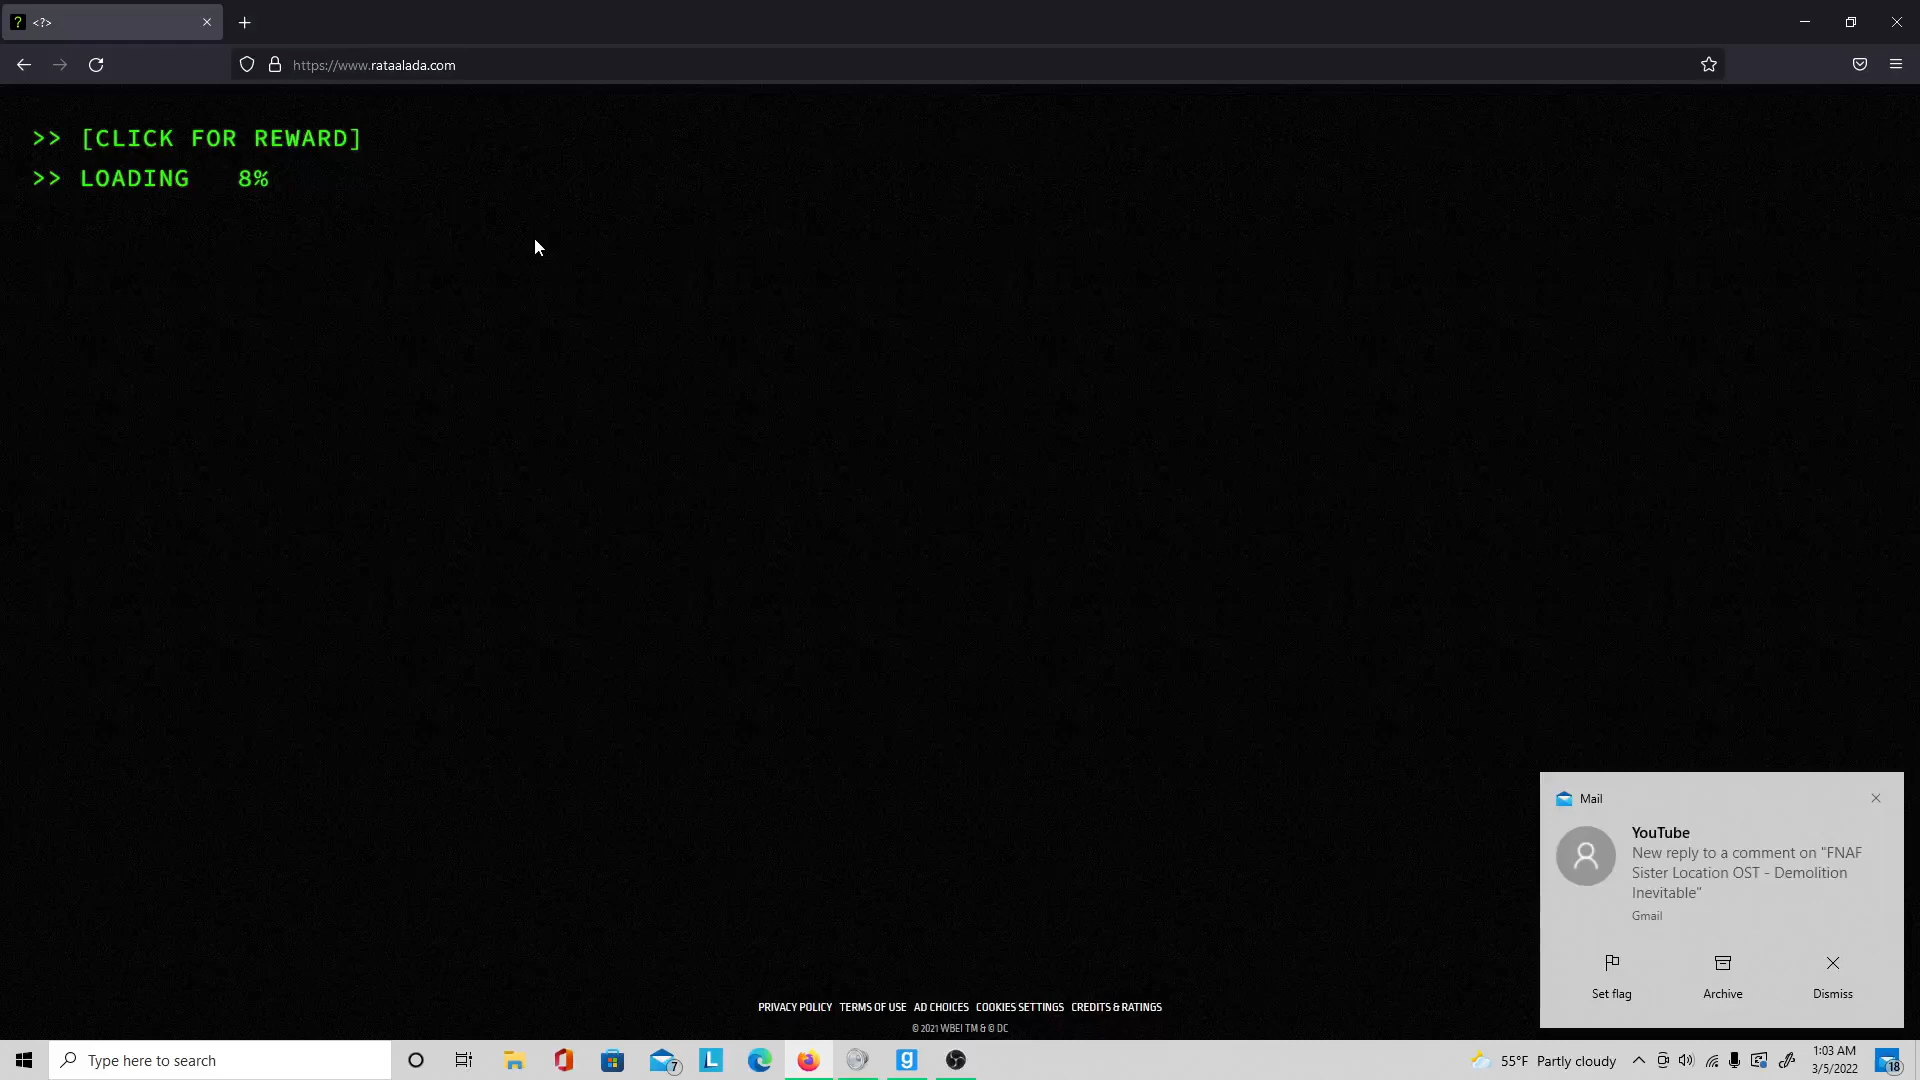 <?>
https://www.rataalada.com
>> [CLICK FOR REWARD]
>> LOADING 8%
Mail
YouTube
New reply to a comment on "FNAF
Sister Location OST - Demolition
Inevitable"
Gmail
Set flag
Archive
Dismiss
PRIVACY POLICY TERMS OF USE AD CHOICES COOKIES SETTINGS CREDITS & RATINGS
© 2021 WBEI TM & © DC
Type here to search
7
L
g
55°F Partly cloudy
1:03 AM
3/5/2022
18